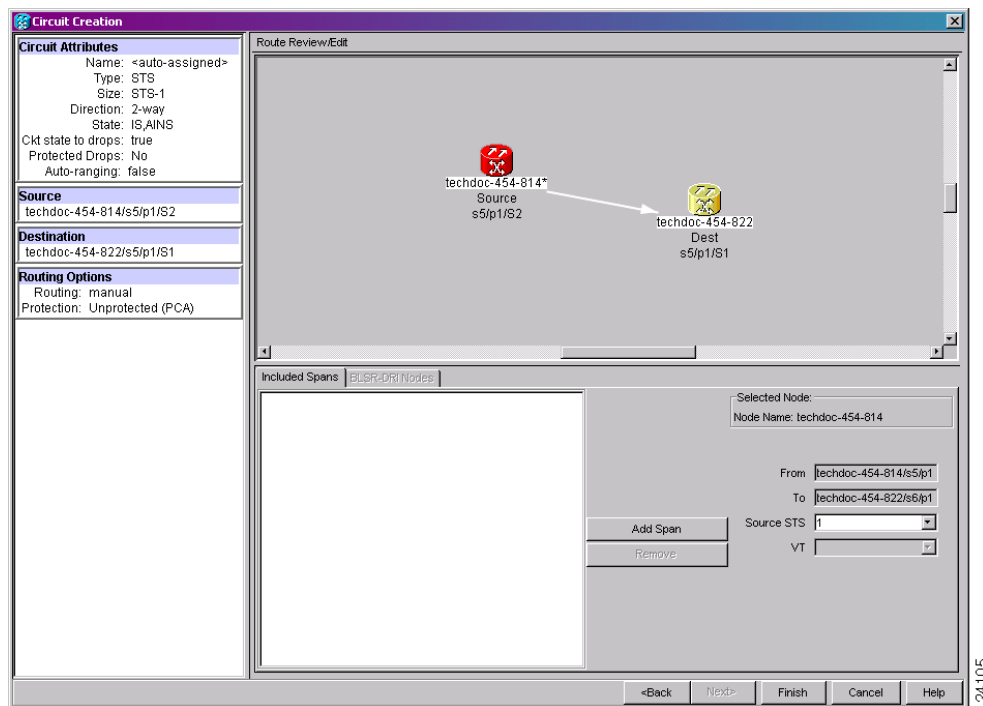 Circuit Creation
Circuit Attributes
Name: <auto-assigned>
Type: STS
Size: STS-1
Direction: 2-way
State: IS,AINS
Ckt state to drops: true
Protected Drops: No
Auto-ranging: false
Source
techdoc-454-814/s5/p1/S2
Destination
techdoc-454-822/s5/p1/S1
Routing Options
Routing: manual
Protection: Unprotected (PCA)
Route Review/Edit
techdoc-454-814*
Source
s5/p1/S2
techdoc-454-822
Dest
s5/p1/S1
Included Spans
BLSR-DRI Nodes
Selected Node:
Node Name: techdoc-454-814
From techdoc-454-814/s5/p1
To techdoc-454-822/s6/p1
Source STS 1
VT
Add Span
Remove
<Back
Next>
Finish
Cancel
Help
24105